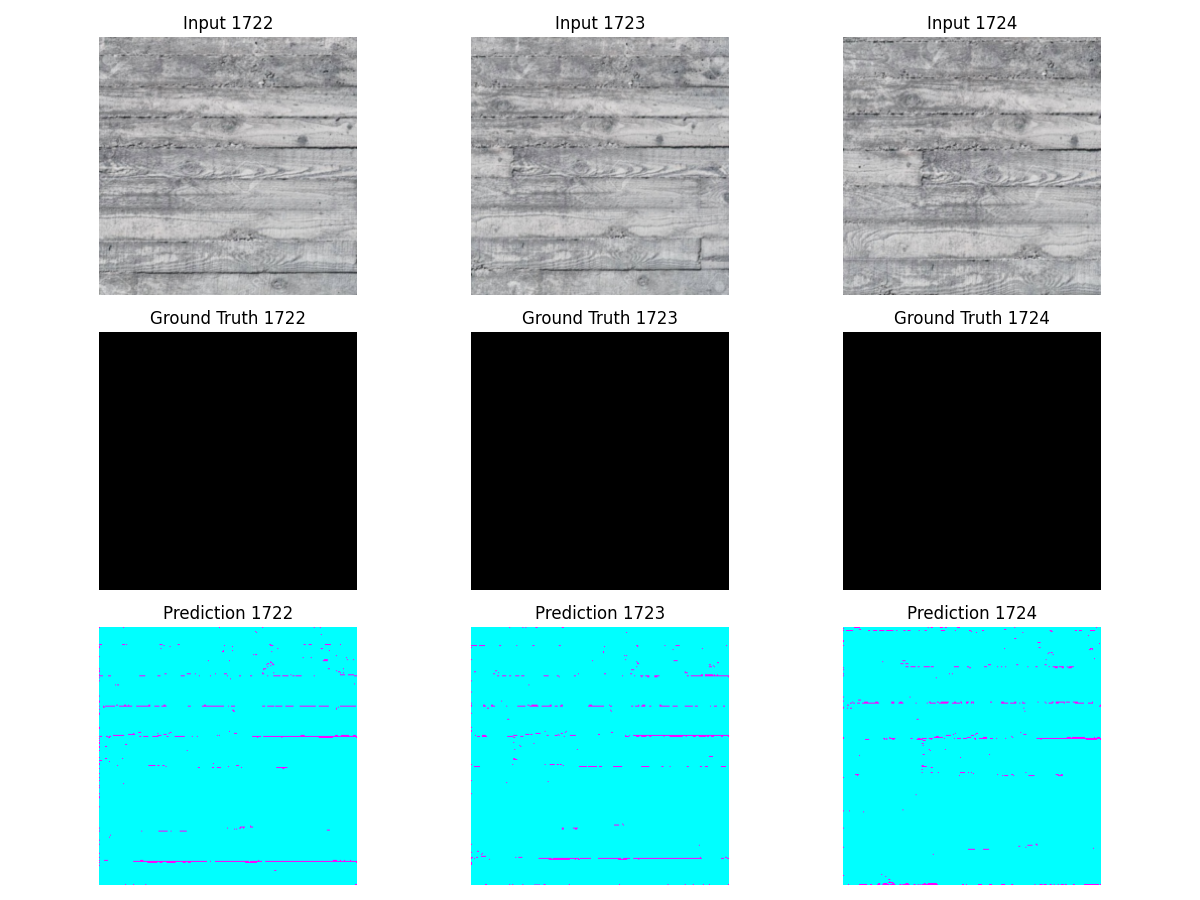 Input 1722
Input 1723
Input 1724
Ground Truth 1722
Ground Truth 1723
Ground Truth 1724
Prediction 1722
Prediction 1723
Prediction 1724